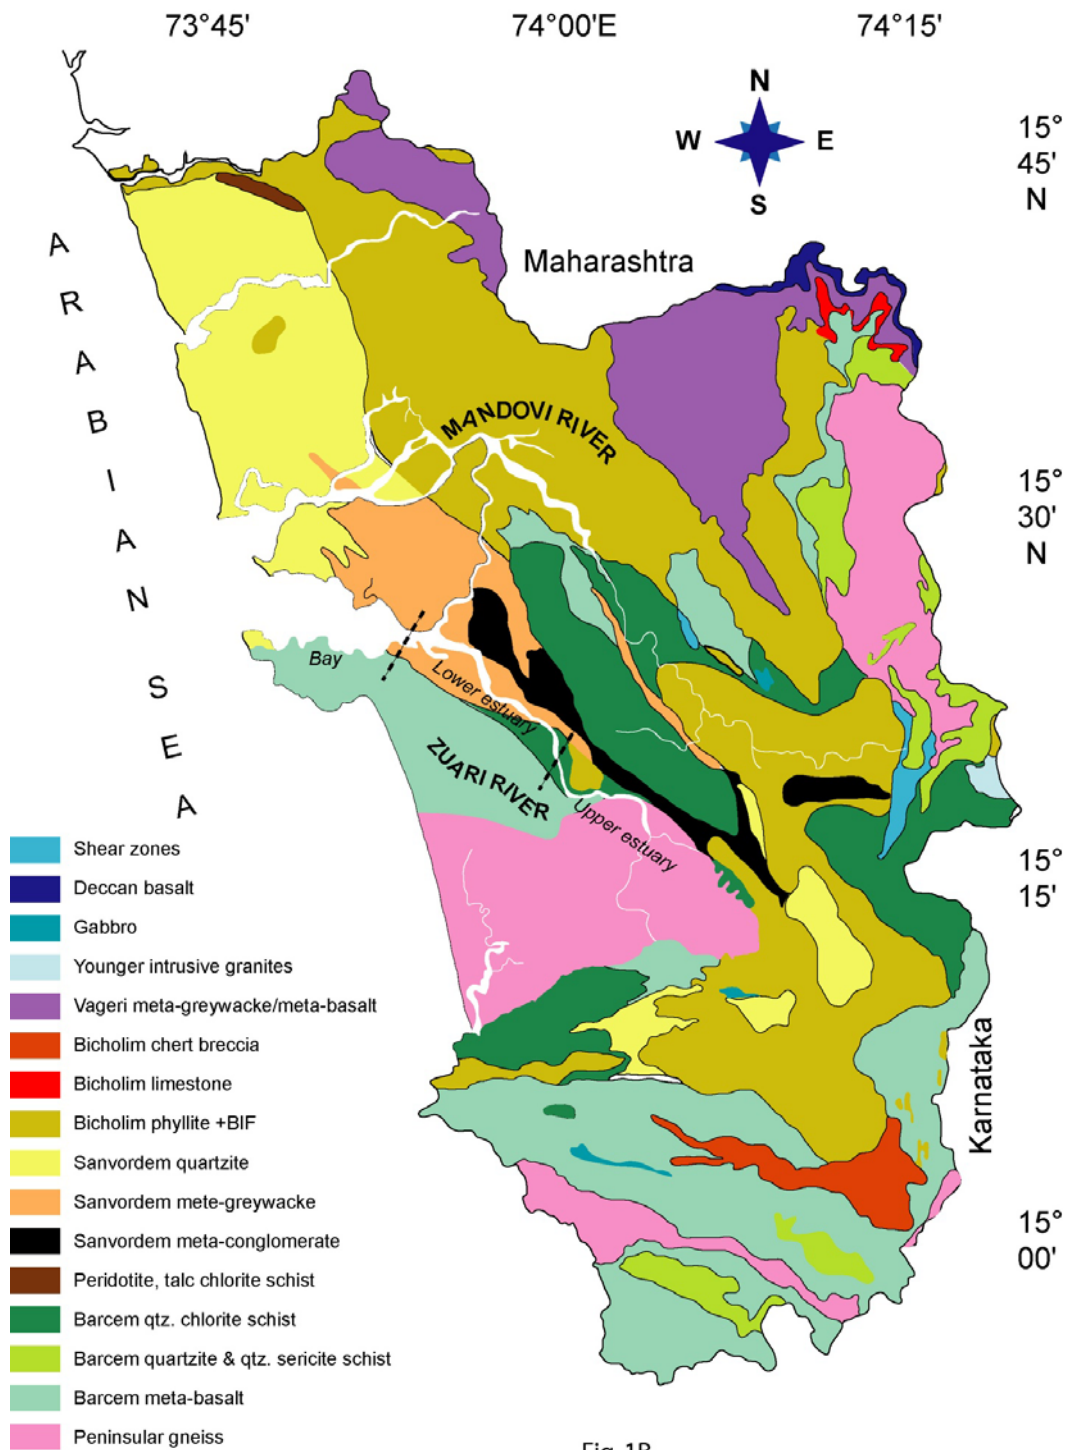 73°45' 74°00'E 74°15'
N
W E
S
15°
45'
N
Maharashtra
ARABIAN SEA
MANDOVI RIVER
15°
30'
N
Bay
Lower estuary
ZUARI RIVER
Upper estuary
15°
15'
Karnataka
15°
00'
Shear zones
Deccan basalt
Gabbro
Younger intrusive granites
Vageri meta-greywacke/meta-basalt
Bicholim chert breccia
Bicholim limestone
Bicholim phyllite +BIF
Sanvordem quartzite
Sanvordem mete-greywacke
Sanvordem meta-conglomerate
Peridotite, talc chlorite schist
Barcem qtz. chlorite schist
Barcem quartzite & qtz. sericite schist
Barcem meta-basalt
Peninsular gneiss